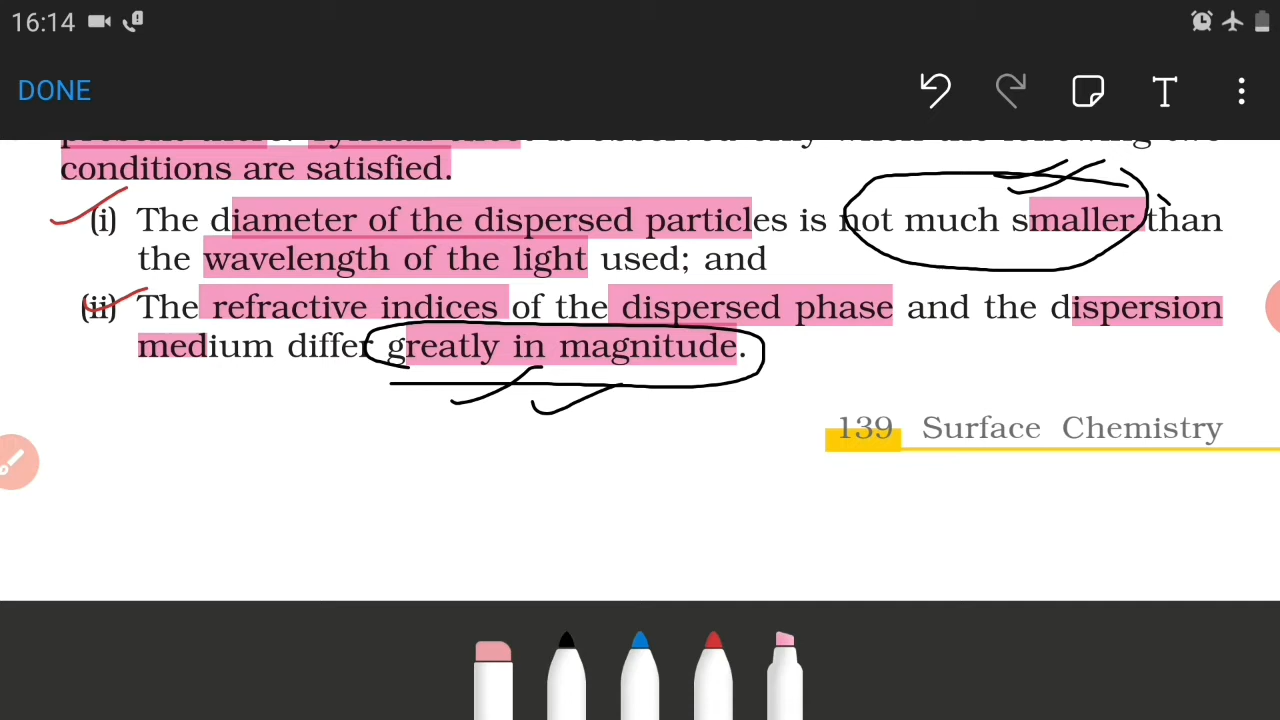 16:14
DONE
conditions are satisfied.
(i) The diameter of the dispersed particles is not much smaller than
the wavelength of the light used; and
(ii) The refractive indices of the dispersed phase and the dispersion
medium differ greatly in magnitude.
139 Surface Chemistry